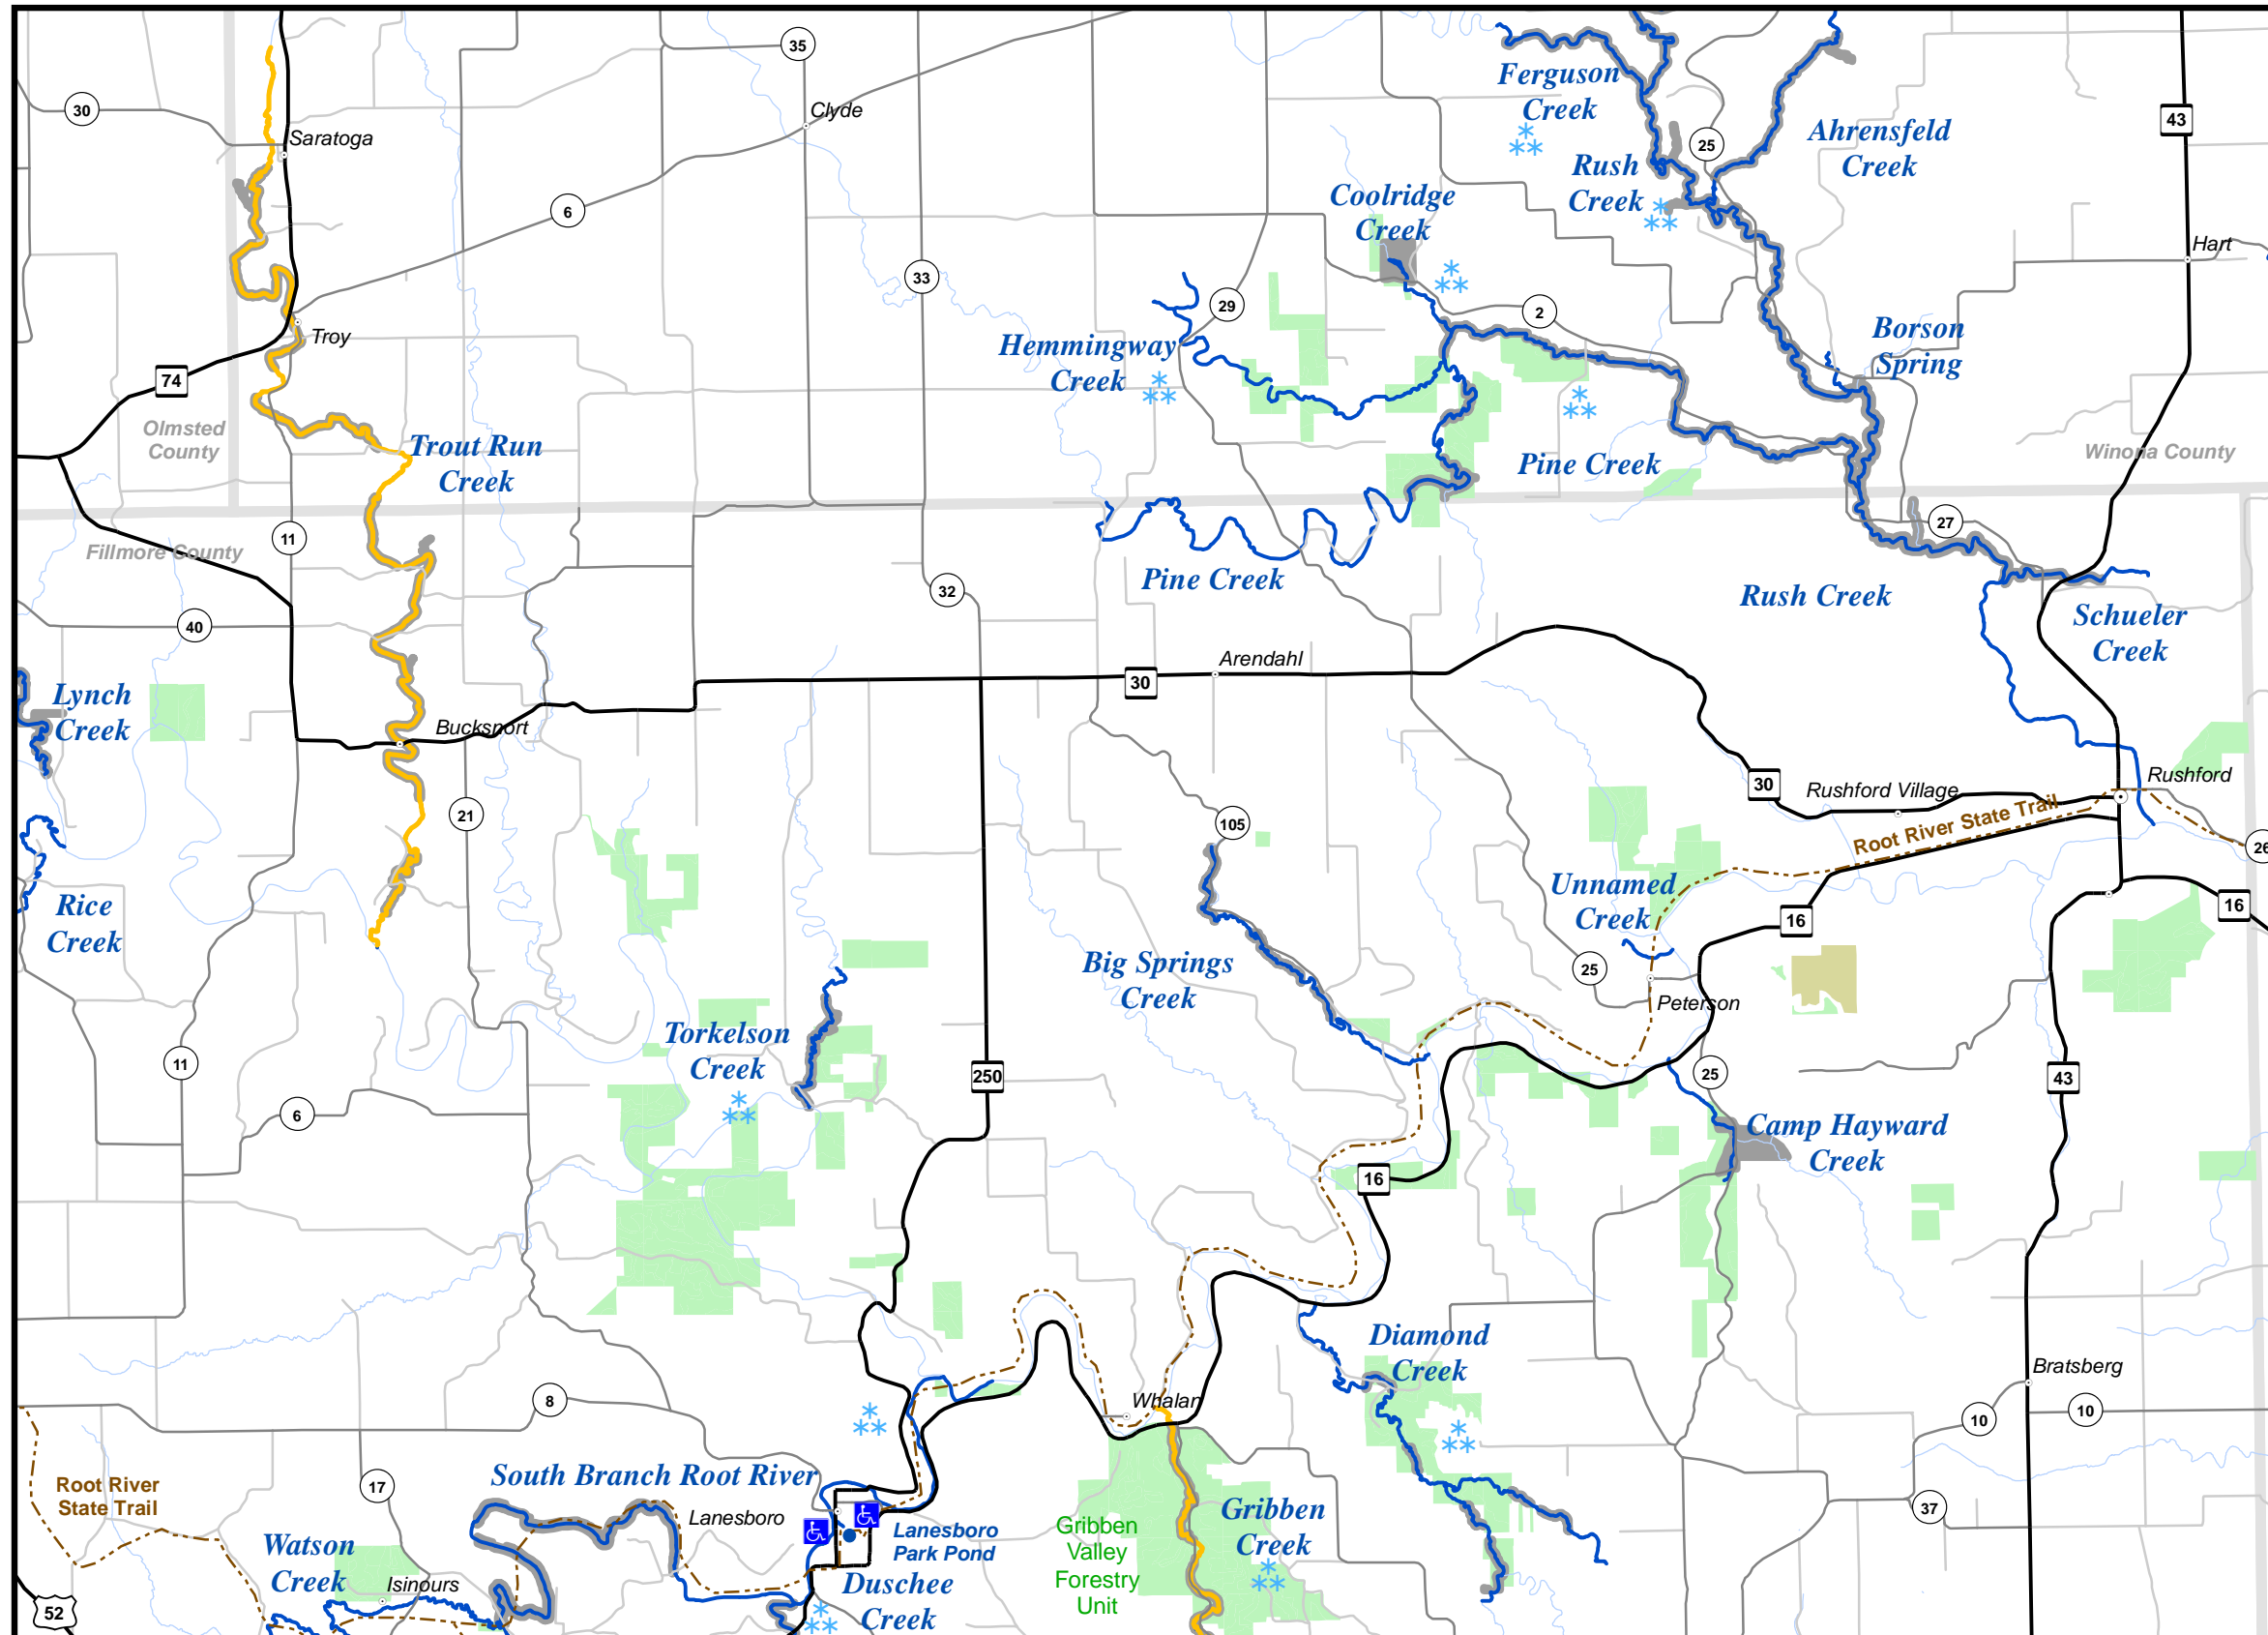 35
30
Clyde
Saratoga
Ferguson
Creek
43
25
Ahrensfeld
Creek
Rush
Creek
6
Coolridge
Creek
Hart
33
29
2
Troy
Hemmingway
Creek
Borson
Spring
74
Olmsted
County
Trout Run
Creek
Pine Creek
Winona County
11
Fillmore County
27
Pine Creek
32
Rush Creek
40
Schueler
Creek
Arendahl
30
Lynch
Creek
Bucksnort
30
Rushford Village
Rushford
21
105
Root River State Trail
26
Unnamed
Creek
Rice
Creek
16
16
Big Springs
Creek
25
Peterson
Torkelson
Creek
11
250
25
43
6
Camp Hayward
Creek
16
Diamond
Creek
Bratsberg
8
Whalan
10
10
Root River
State Trail
17
South Branch Root River
37
Lanesboro
Lanesboro
Park Pond
Gribben
Valley
Forestry
Unit
Gribben
Creek
Watson
Creek
Isinours
Duschee
Creek
52